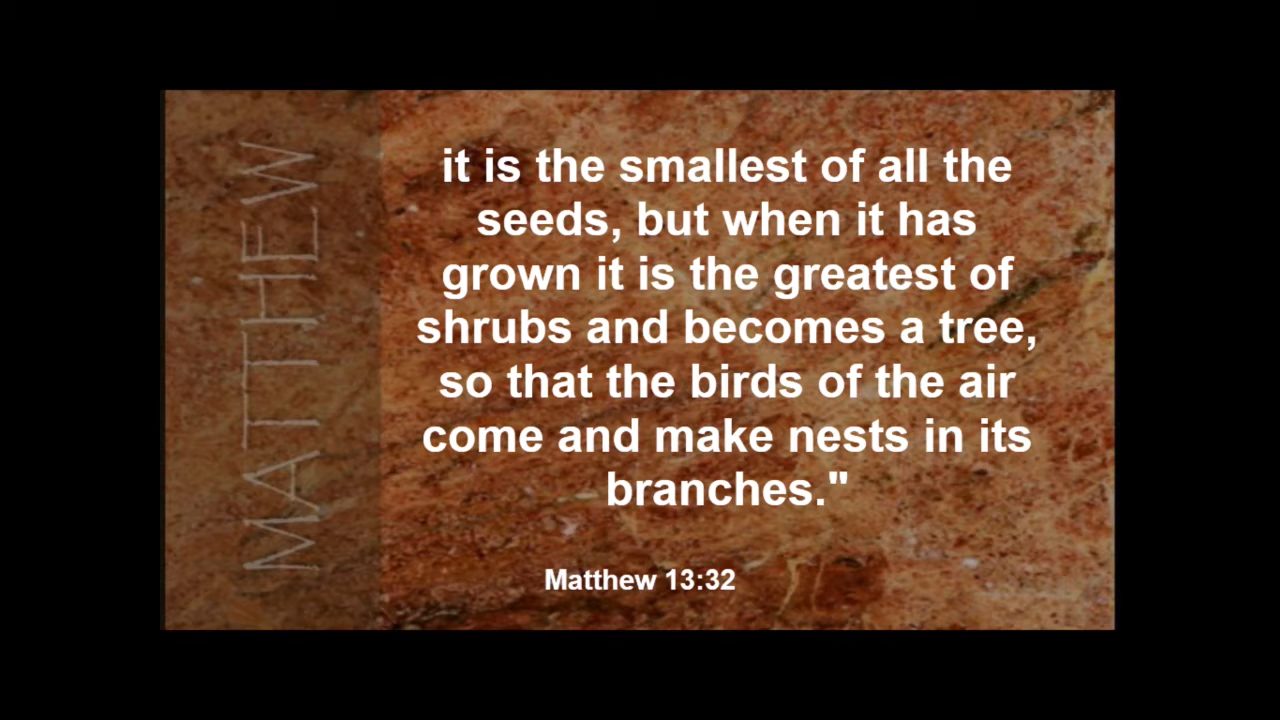 MATTHEW
it is the smallest of all the
seeds, but when it has
grown it is the greatest of
shrubs and becomes a tree,
so that the birds of the air
come and make nests in its
branches."
Matthew 13:32